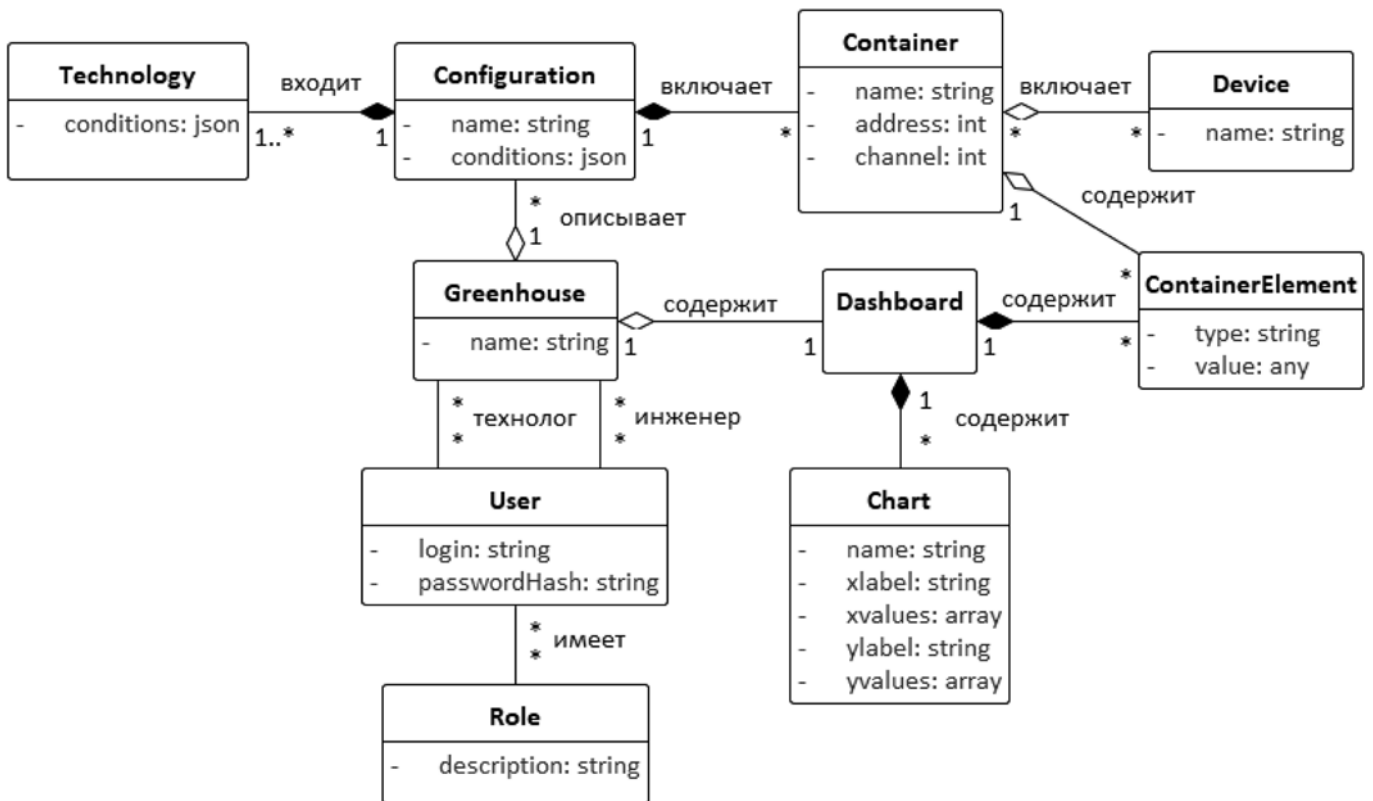 Technology
- conditions: json
входит
1..*
1
Configuration
- name: string
- conditions: json
включает
1
*
Container
- name: string
- address: int
- channel: int
включает
*
*
Device
- name: string
содержит
1
*
*
описывает
1
Greenhouse
- name: string
содержит
1
1
Dashboard
содержит
1
*
ContainerElement
- type: string
- value: any
*
технолог
*
*
инженер
*
1
содержит
*
User
- login: string
- passwordHash: string
Chart
- name: string
- xlabel: string
- xvalues: array
- ylabel: string
- yvalues: array
*
имеет
*
Role
- description: string